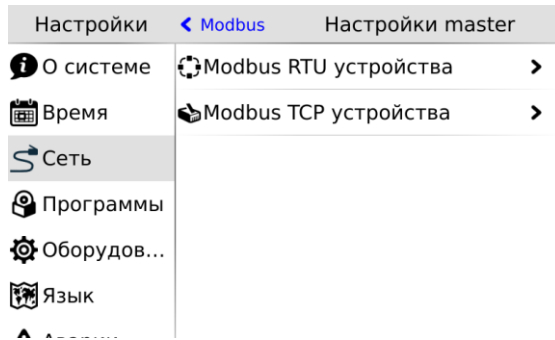 Настройки
Modbus Настройки master
О системе
Modbus RTU устройства
Время
Modbus TCP устройства
Сеть
Программы
Оборудов...
Язык